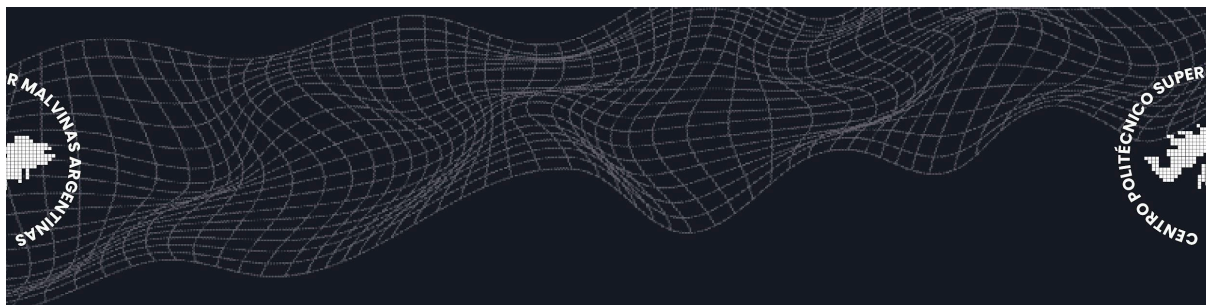 R MALVINAS ARGENTINAS
CENTRO POLITÉCNICO SUPER